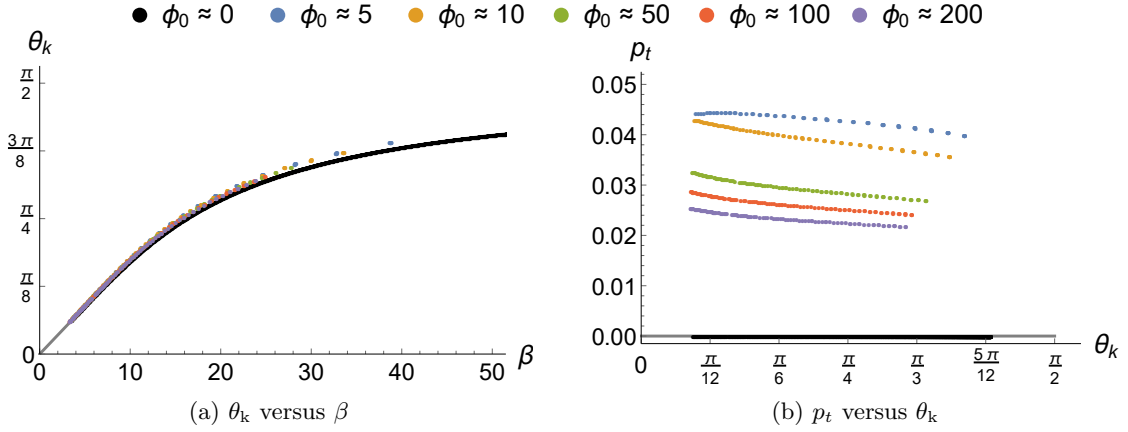 ϕ₀ ≈ 0 ϕ₀ ≈ 5 ϕ₀ ≈ 10 ϕ₀ ≈ 50 ϕ₀ ≈ 100 ϕ₀ ≈ 200
θₖ
π/2
3π/8
π/4
π/8
0
0 10 20 30 40 50 β
(a) θₖ versus β
pₜ
0.05
0.04
0.03
0.02
0.01
0.00
0 π/12 π/6 π/4 π/3 5π/12 π/2 θₖ
(b) pₜ versus θₖ